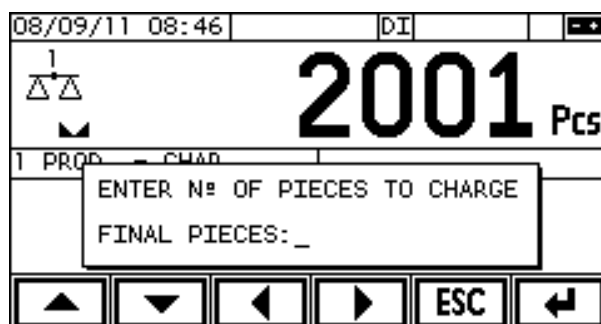 08/09/11 08:46 DI
1
2001 Pcs
1 PROD. - CHAR
ENTER Nº OF PIECES TO CHARGE
FINAL PIECES:_
ESC